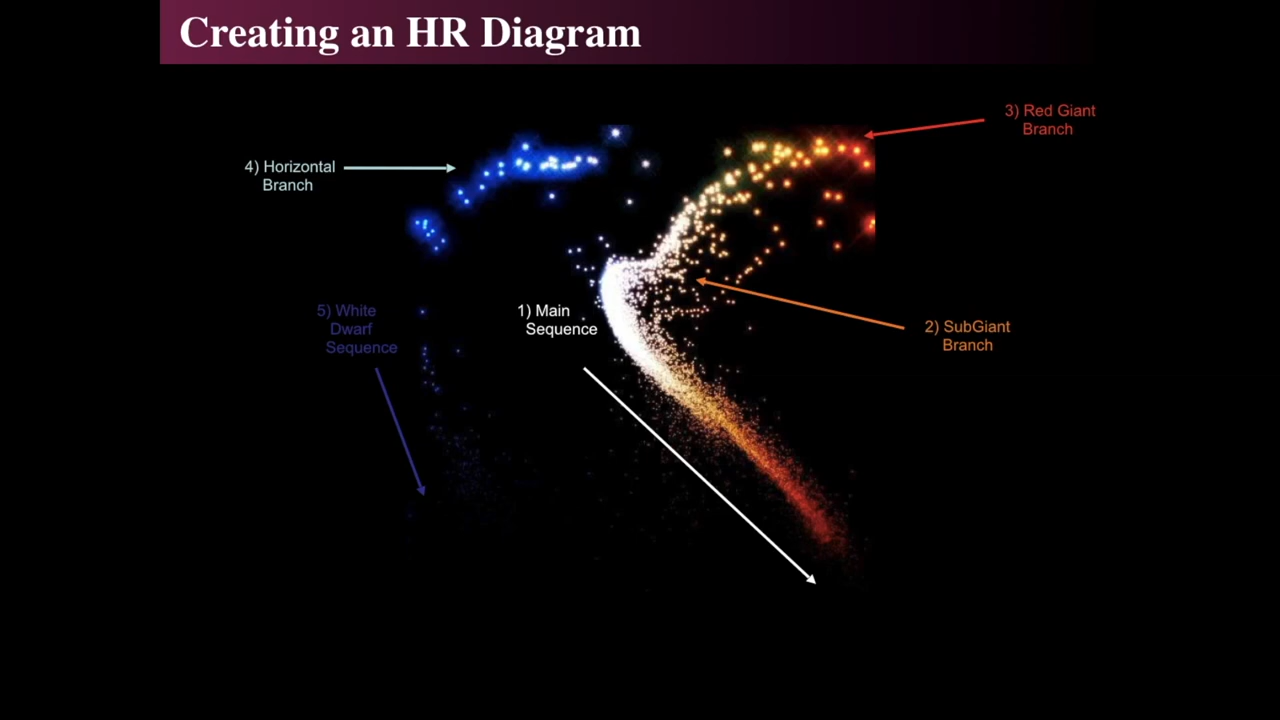 Creating an HR Diagram
3) Red Giant
Branch
4) Horizontal
Branch
5) White
Dwarf
Sequence
1) Main
Sequence
2) SubGiant
Branch